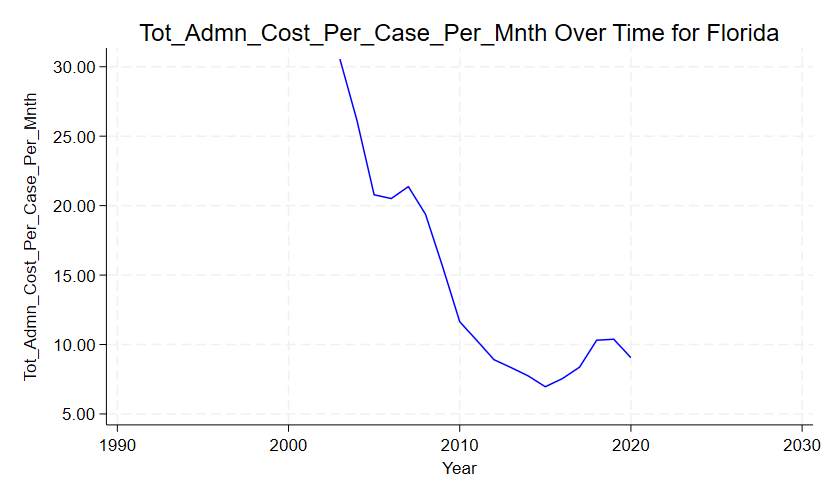 Tot_Admn_Cost_Per_Case_Per_Mnth Over Time for Florida
Tot_Admn_Cost_Per_Case_Per_Mnth
30.00
25.00
20.00
15.00
10.00
5.00
1990 2000 2010 2020 2030
Year